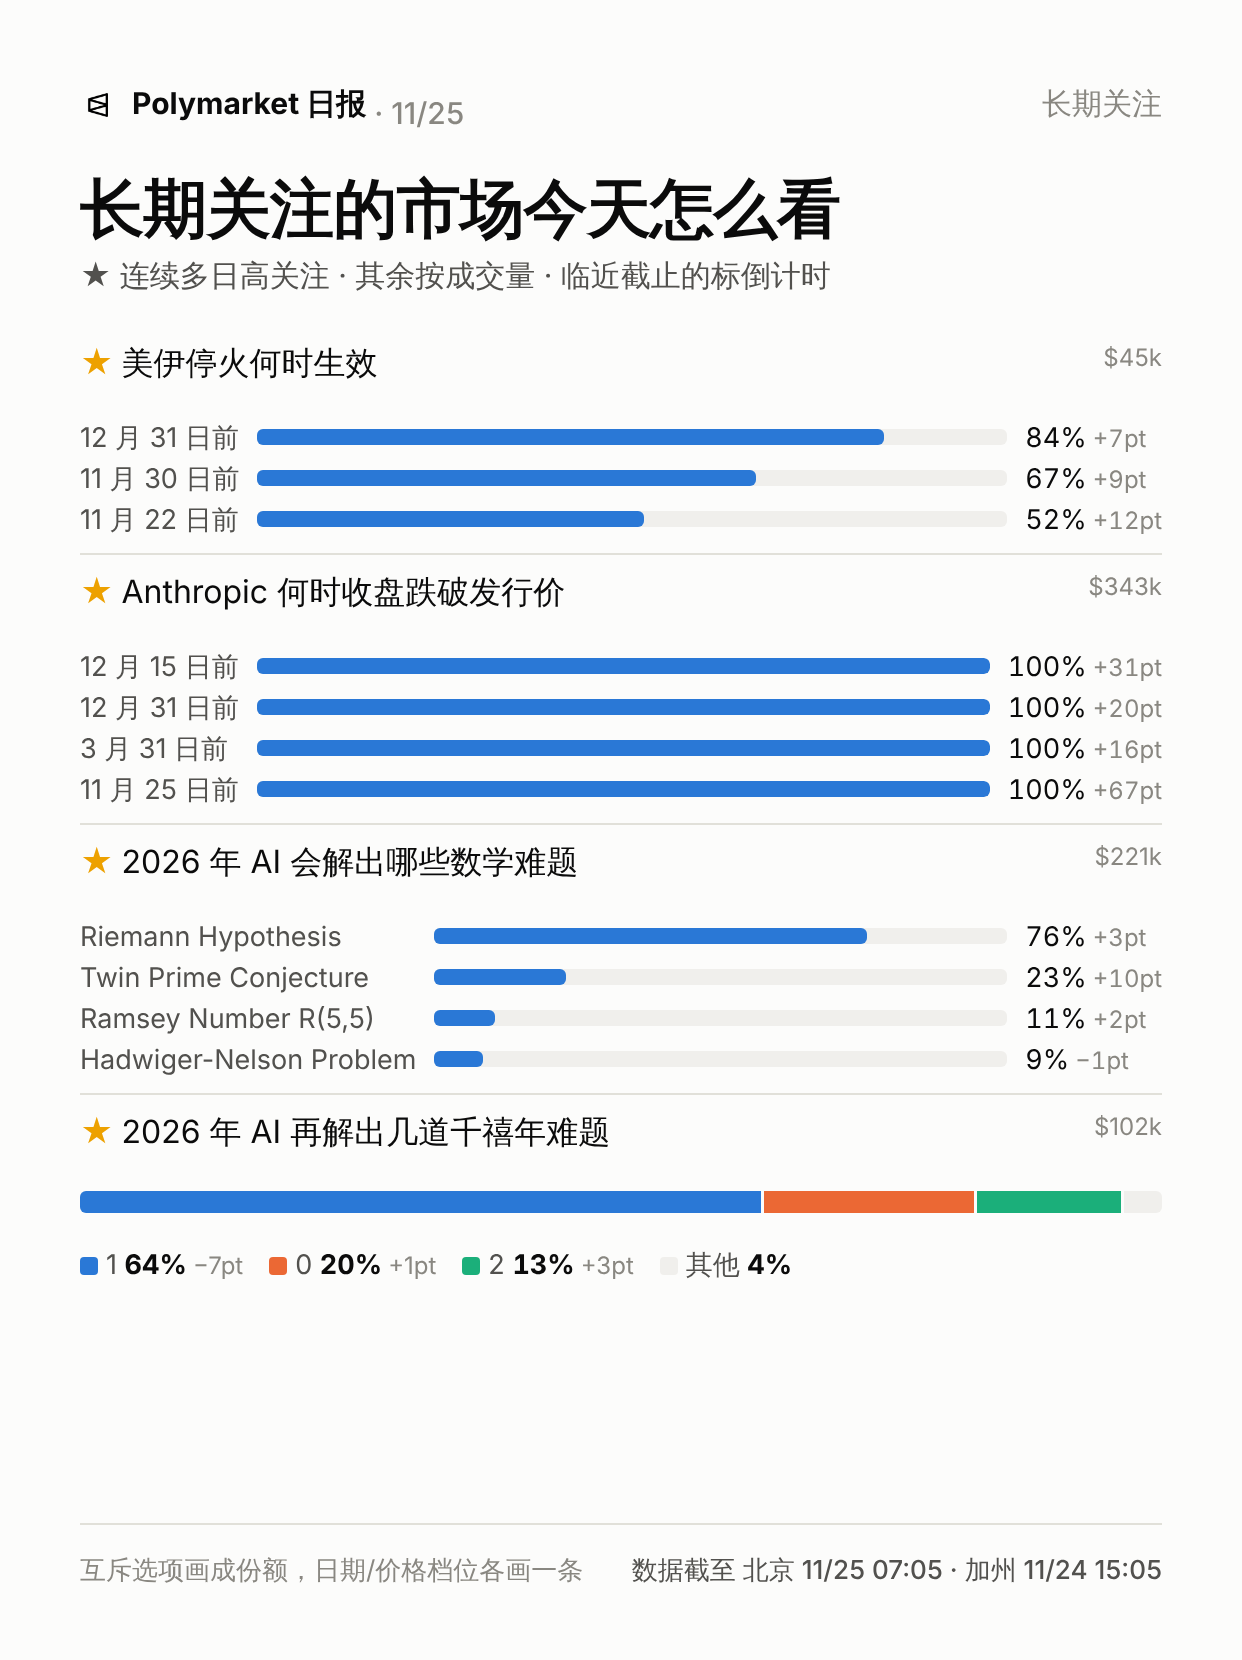 Polymarket 日报 · 11/25
长期关注
长期关注的市场今天怎么看
★ 连续多日高关注 · 其余按成交量 · 临近截止的标倒计时
★ 美伊停火何时生效 $45k
12 月 31 日前 84% +7pt
11 月 30 日前 67% +9pt
11 月 22 日前 52% +12pt
★ Anthropic 何时收盘跌破发行价 $343k
12 月 15 日前 100% +31pt
12 月 31 日前 100% +20pt
3 月 31 日前 100% +16pt
11 月 25 日前 100% +67pt
★ 2026 年 AI 会解出哪些数学难题 $221k
Riemann Hypothesis 76% +3pt
Twin Prime Conjecture 23% +10pt
Ramsey Number R(5,5) 11% +2pt
Hadwiger-Nelson Problem 9% −1pt
★ 2026 年 AI 再解出几道千禧年难题 $102k
1 64% −7pt 0 20% +1pt 2 13% +3pt 其他 4%
互斥选项画成份额，日期/价格档位各画一条
数据截至 北京 11/25 07:05 · 加州 11/24 15:05